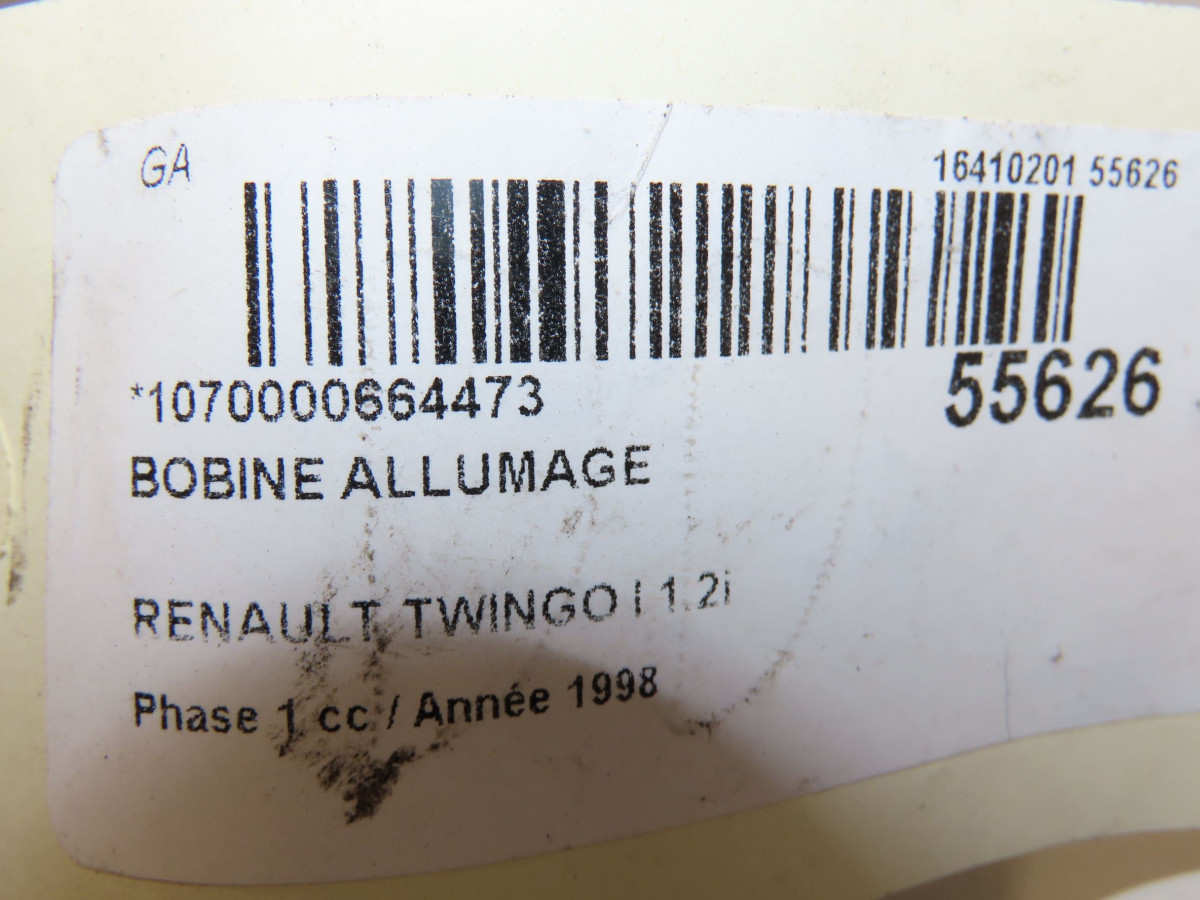 GA
16410201 55626
*1070000664473
55626
BOBINE ALLUMAGE
RENAULT TWINGO I 1.2i
Phase 1 cc / Année 1998